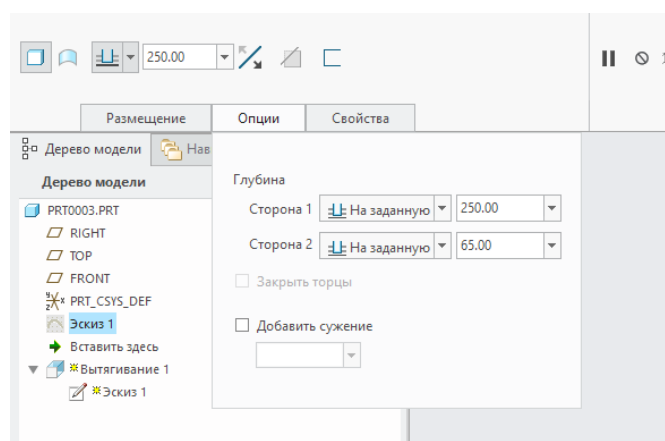 250.00
Размещение Опции Свойства
Дерево модели Нав
Дерево модели
PRT0003.PRT
RIGHT
TOP
FRONT
PRT_CSYS_DEF
Эскиз 1
Вставить здесь
Вытягивание 1
Эскиз 1
Глубина
Сторона 1 На заданную 250.00
Сторона 2 На заданную 65.00
Закрыть торцы
Добавить сужение